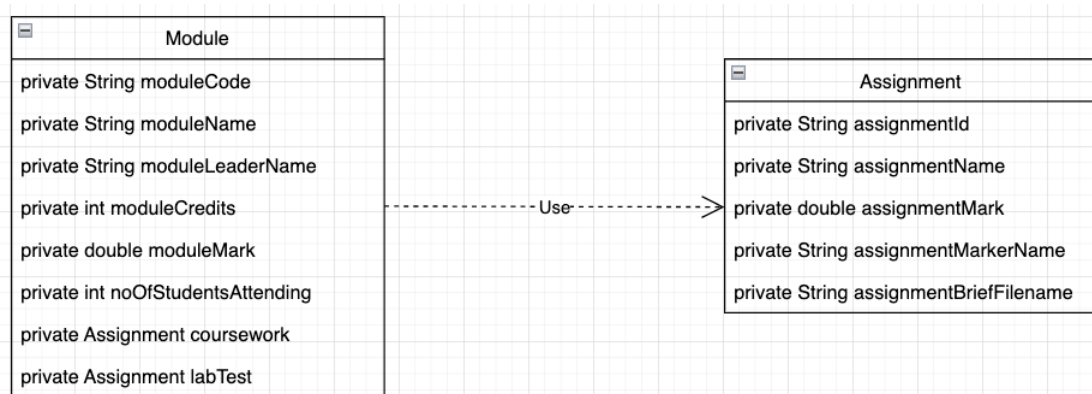 Module
private String moduleCode
private String moduleName
private String moduleLeaderName
private int moduleCredits
private double moduleMark
private int noOfStudentsAttending
private Assignment coursework
private Assignment labTest
Use
Assignment
private String assignmentId
private String assignmentName
private double assignmentMark
private String assignmentMarkerName
private String assignmentBriefFilename